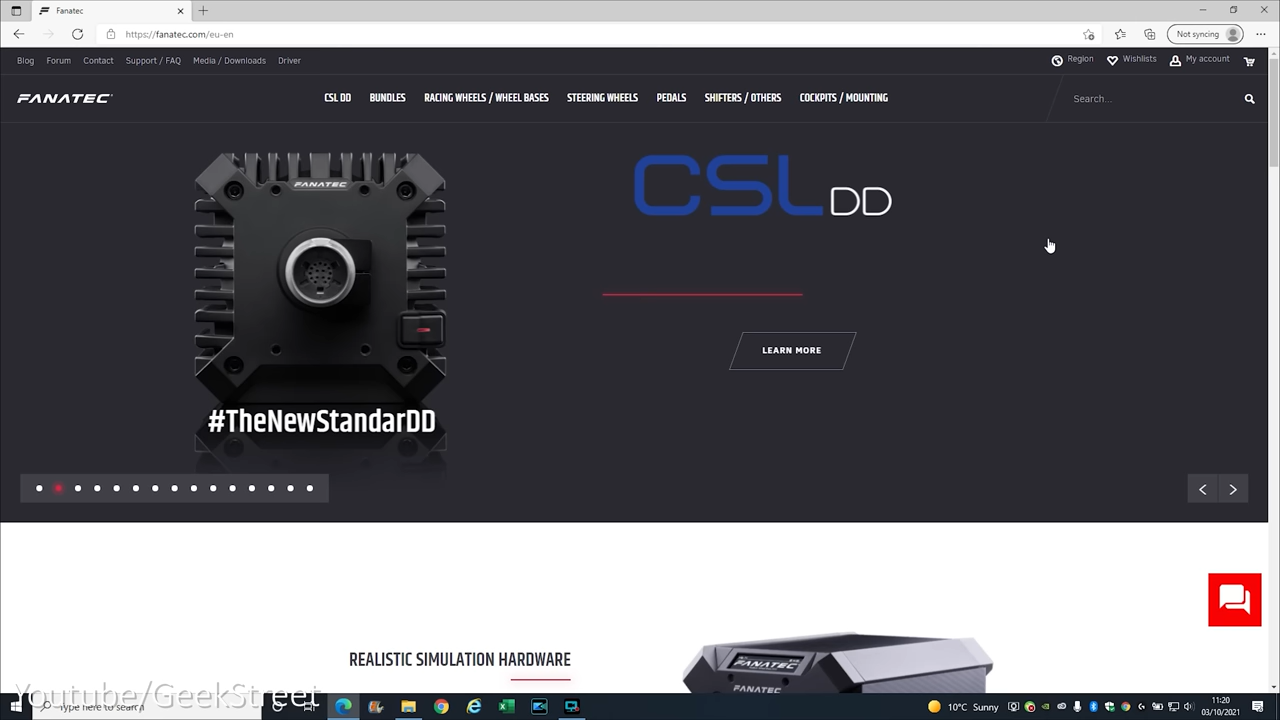 Fanatec
https://fanatec.com/eu-en
Not syncing
Blog Forum Contact Support / FAQ Media / Downloads Driver
Region Wishlists My account
FANATEC
CSL DD BUNDLES RACING WHEELS / WHEEL BASES STEERING WHEELS PEDALS SHIFTERS / OTHERS COCKPITS / MOUNTING
Search...
FANATEC
CSL DD
LEARN MORE
#TheNewStandarDD
REALISTIC SIMULATION HARDWARE
FANATEC
FANATEC
Youtube/GeekStreet
Type here to search
10°C Sunny
11:20
03/10/2021